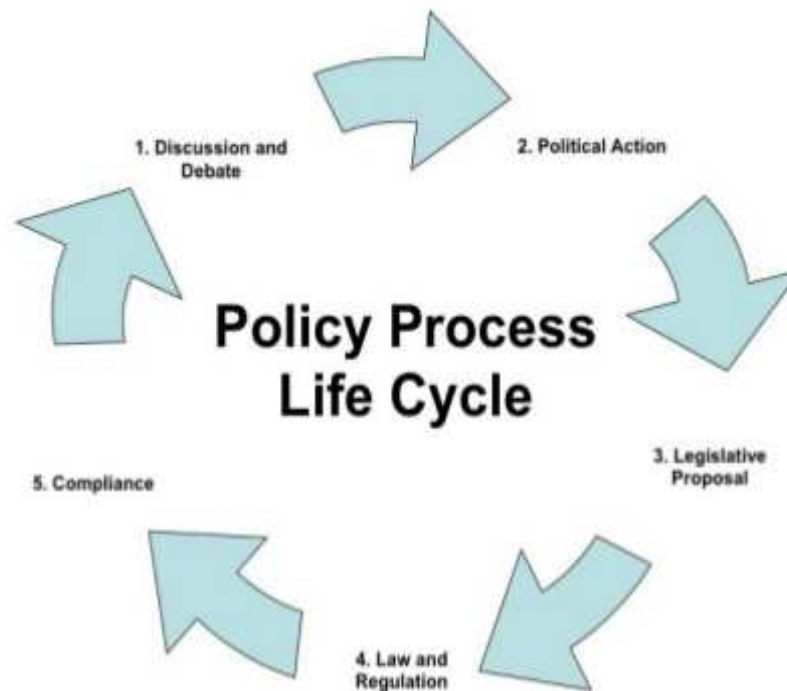 1. Discussion and
Debate
2. Political Action
Policy Process
Life Cycle
3. Legislative
Proposal
5. Compliance
4. Law and
Regulation